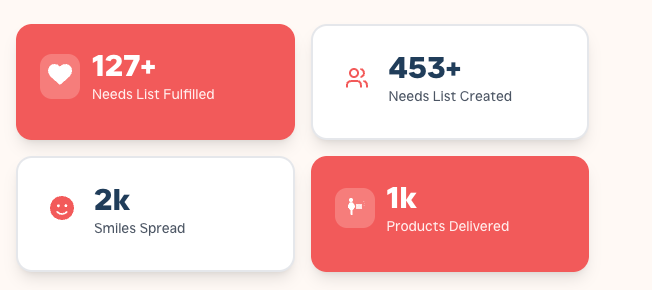 127+
Needs List Fulfilled
453+
Needs List Created
2k
Smiles Spread
1k
Products Delivered